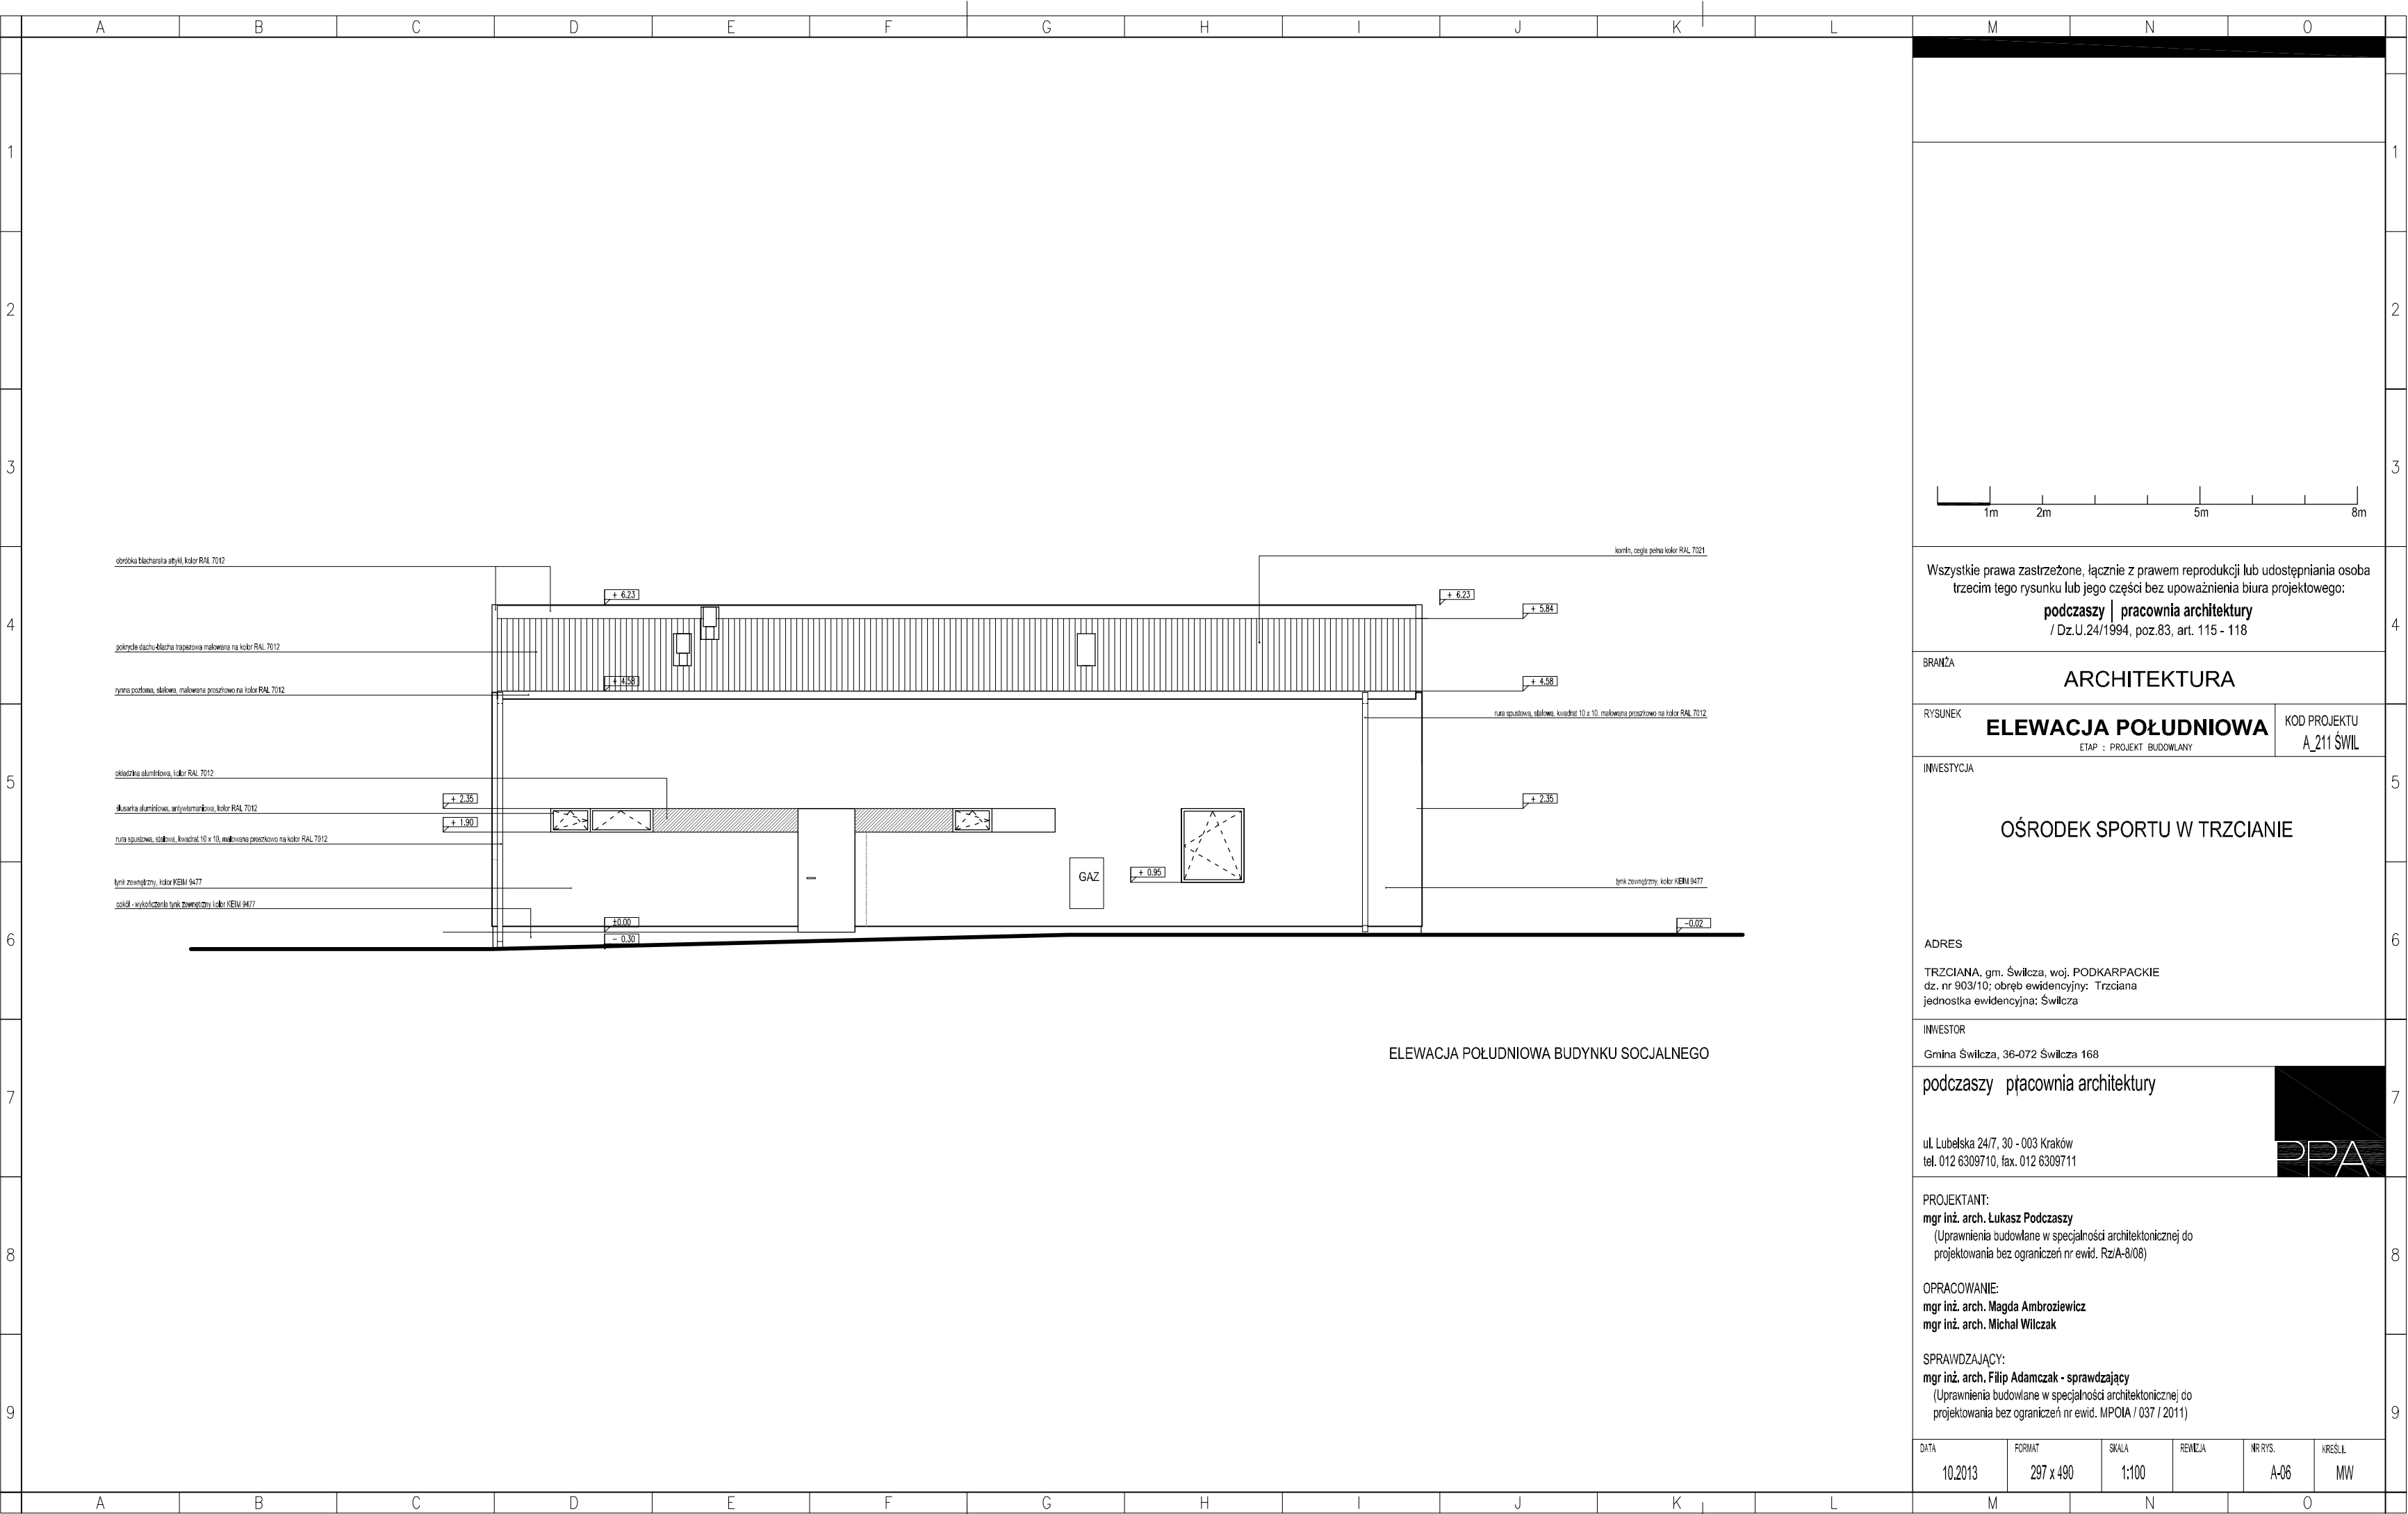 A B C D E F G H I J K L M N O
1 1
2 2
3 3
4 4
5 5
6 6
7 7
8 8
9 9
obróbka blacharska attyki, kolor RAL 7012
pokrycie dachu-blacha trapezowa malowana na kolor RAL 7012
rynna pozioma, stalowa, malowana proszkowo na kolor RAL 7012
okładzina aluminiowa, kolor RAL 7012
ślusarka aluminiowa, antywłamaniowa, kolor RAL 7012
rura spustowa, stalowa, kwadrat 10 x 10, malowana proszkowo na kolor RAL 7012
tynk zewnętrzny, kolor KEIM 9477
cokół - wykończenie tynk zewnętrzny kolor KEIM 9477
+ 6.23
+ 4.58
+ 2.35
+ 1.90
±0.00
- 0.30
GAZ
+ 0.95
komin, cegła pełna kolor RAL 7021
+ 6.23
+ 5.84
+ 4.58
rura spustowa, stalowa, kwadrat 10 x 10, malowana proszkowo na kolor RAL 7012
+ 2.35
tynk zewnętrzny, kolor KEIM 9477
-0.02
ELEWACJA POŁUDNIOWA BUDYNKU SOCJALNEGO
1m 2m 5m 8m
Wszystkie prawa zastrzeżone, łącznie z prawem reprodukcji lub udostępniania osoba
trzecim tego rysunku lub jego części bez upoważnienia biura projektowego:
podczaszy | pracownia architektury
/ Dz.U.24/1994, poz.83, art. 115 - 118
BRANŻA
ARCHITEKTURA
RYSUNEK
ELEWACJA POŁUDNIOWA
ETAP : PROJEKT BUDOWLANY
KOD PROJEKTU
A_211 ŚWIL
INWESTYCJA
OŚRODEK SPORTU W TRZCIANIE
ADRES
TRZCIANA, gm. Świlcza, woj. PODKARPACKIE
dz. nr 903/10; obręb ewidencyjny: Trzciana
jednostka ewidencyjna: Świlcza
INWESTOR
Gmina Świlcza, 36-072 Świlcza 168
podczaszy | pracownia architektury
ul. Lubelska 24/7, 30 - 003 Kraków
tel. 012 6309710, fax. 012 6309711
PPA
PROJEKTANT:
mgr inż. arch. Łukasz Podczaszy
(Uprawnienia budowlane w specjalności architektonicznej do
projektowania bez ograniczeń nr ewid. Rz/A-8/08)
OPRACOWANIE:
mgr inż. arch. Magda Ambroziewicz
mgr inż. arch. Michał Wilczak
SPRAWDZAJĄCY:
mgr inż. arch. Filip Adamczak - sprawdzający
(Uprawnienia budowlane w specjalności architektonicznej do
projektowania bez ograniczeń nr ewid. MPOIA / 037 / 2011)
DATA FORMAT SKALA REWIZJA NR RYS. KREŚLIŁ
10.2013 297 x 490 1:100 A-06 MW
A B C D E F G H I J K L M N O